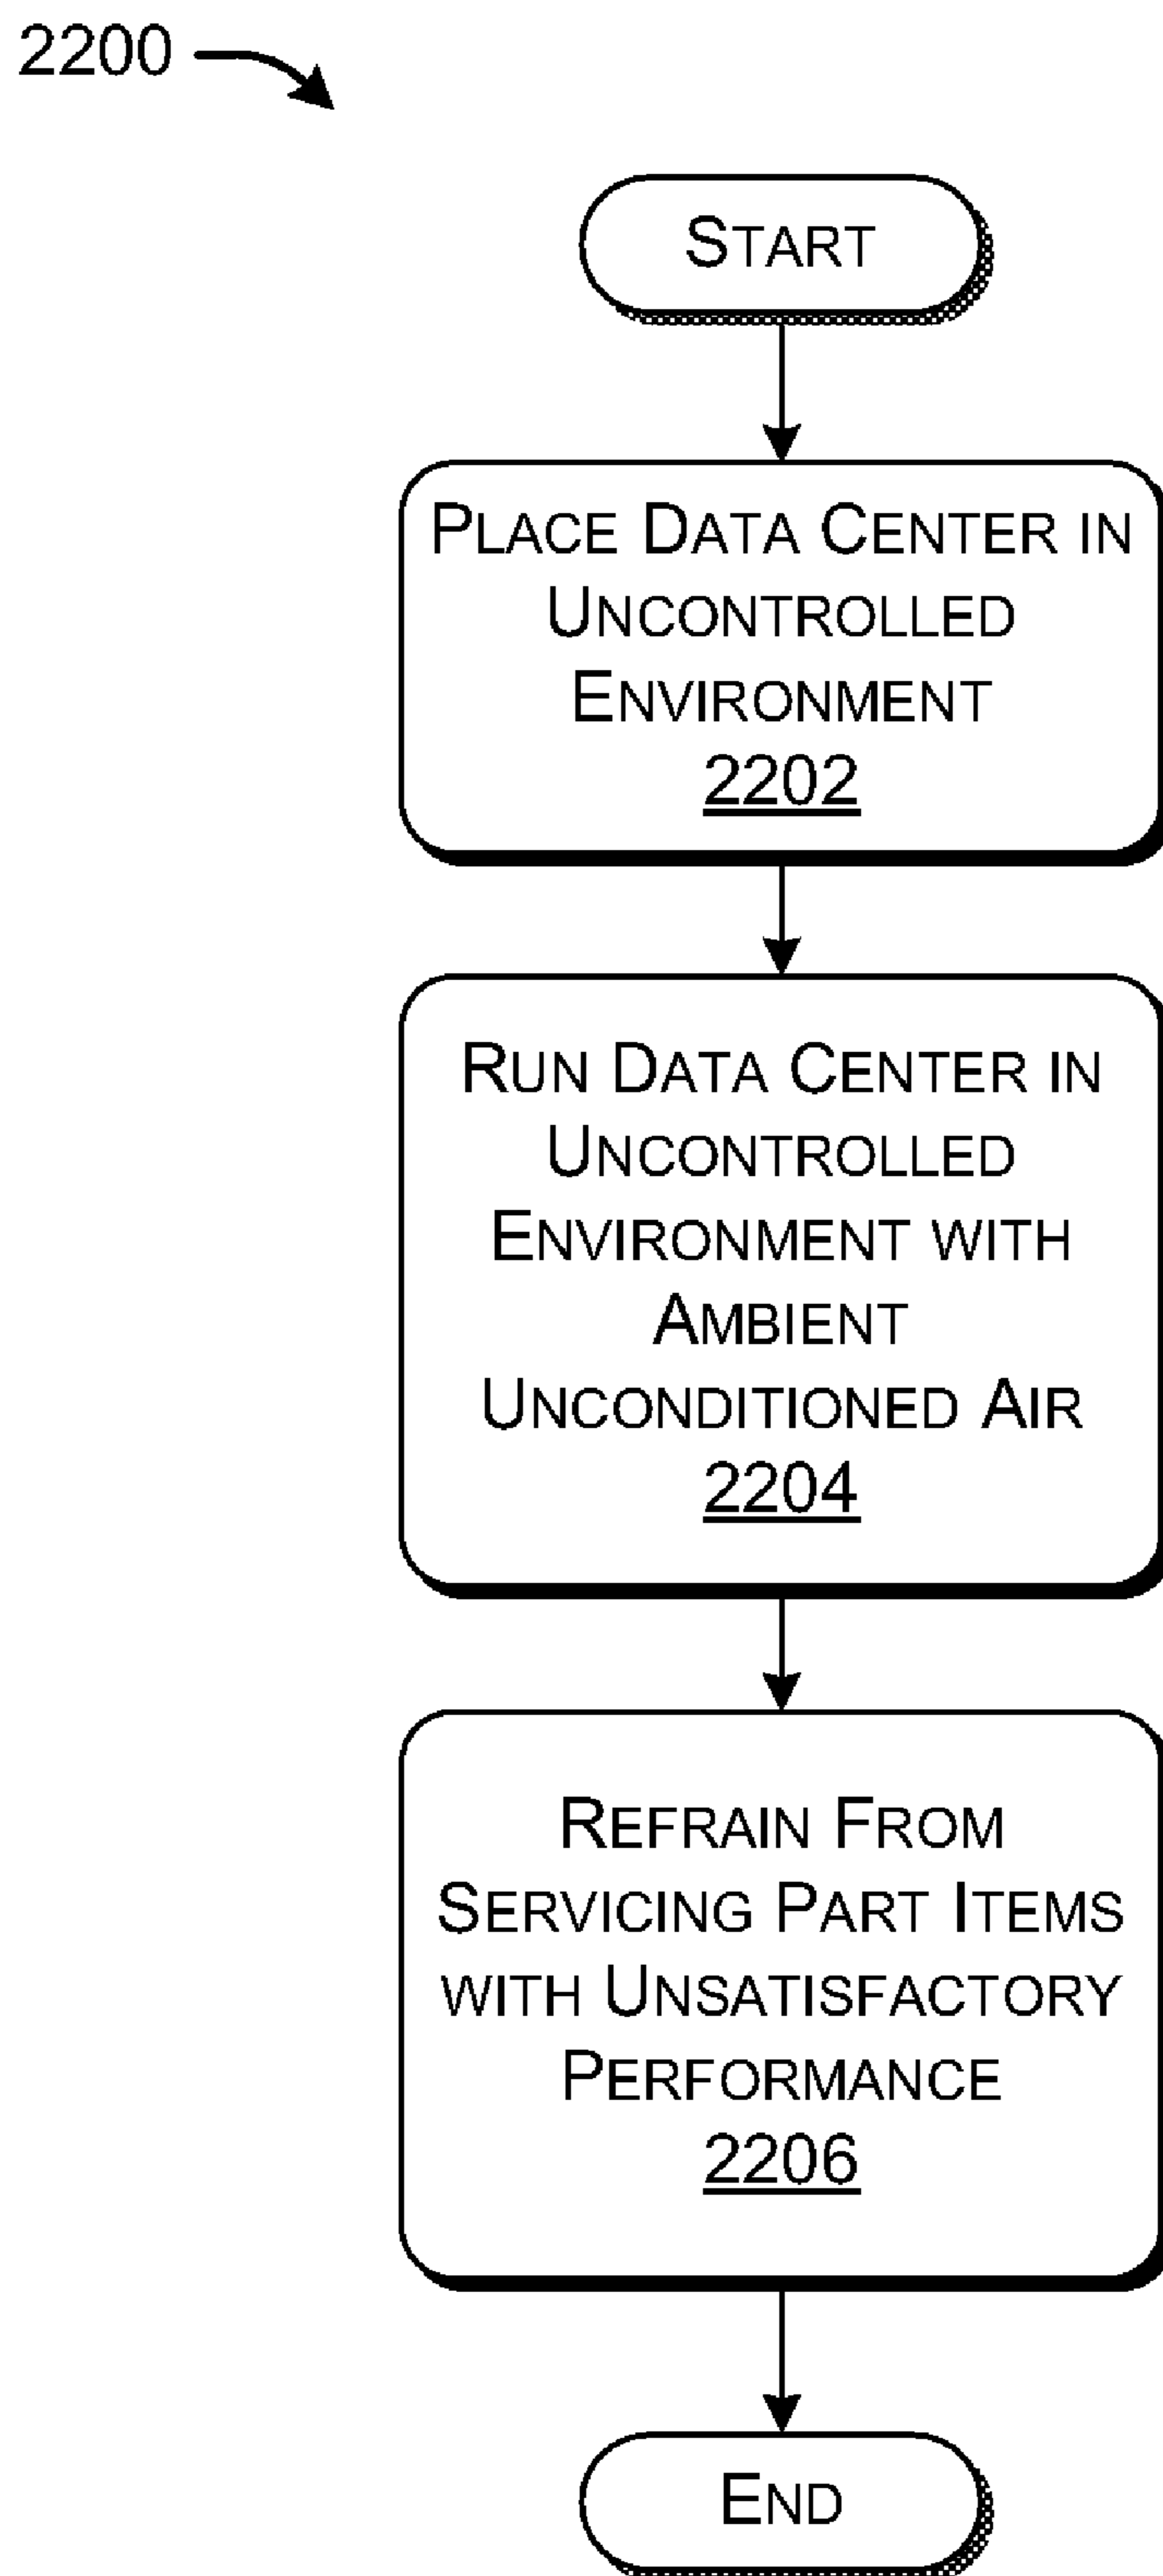 2200
START
PLACE DATA CENTER IN
UNCONTROLLED
ENVIRONMENT
2202
RUN DATA CENTER IN
UNCONTROLLED
ENVIRONMENT WITH
AMBIENT
UNCONDITIONED AIR
2204
REFRAIN FROM
SERVICING PART ITEMS
WITH UNSATISFACTORY
PERFORMANCE
2206
END